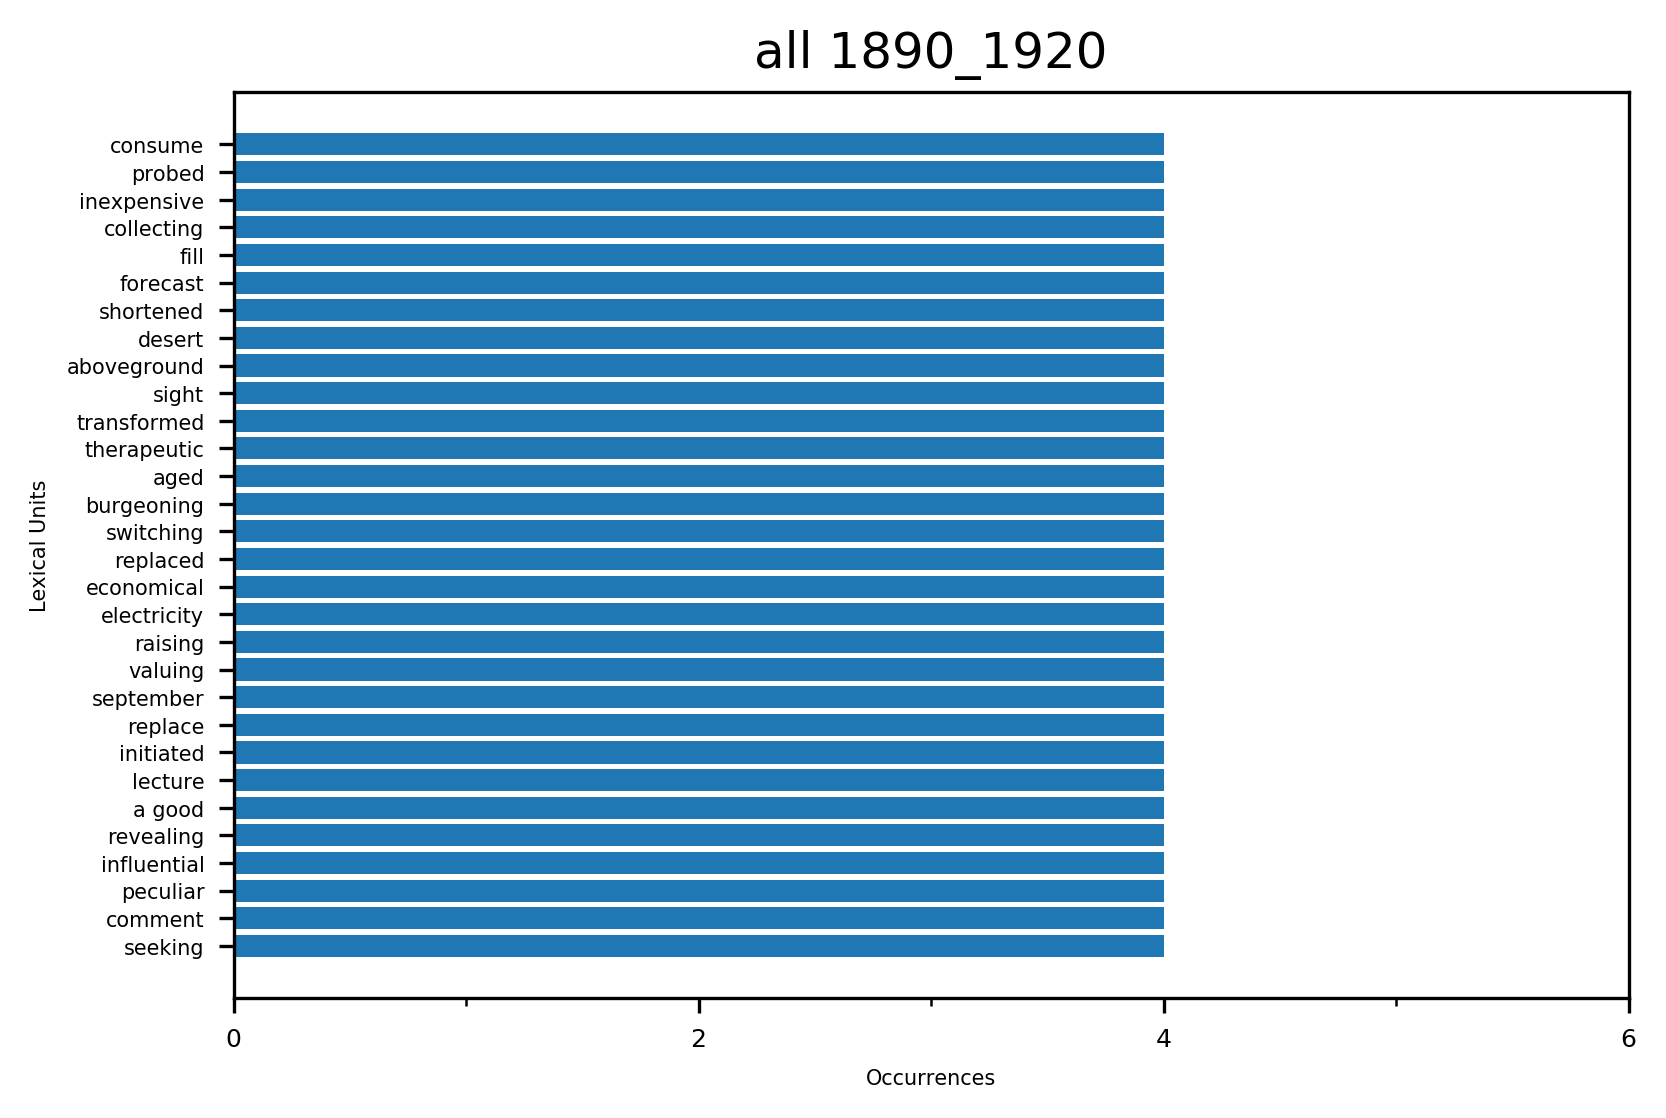 all 1890_1920
consume
probed
inexpensive
collecting
fill
forecast
shortened
desert
aboveground
sight
transformed
therapeutic
aged
burgeoning
switching
replaced
economical
electricity
raising
valuing
september
replace
initiated
lecture
a good
revealing
influential
peculiar
comment
seeking
Lexical Units
0 2 4 6
Occurrences